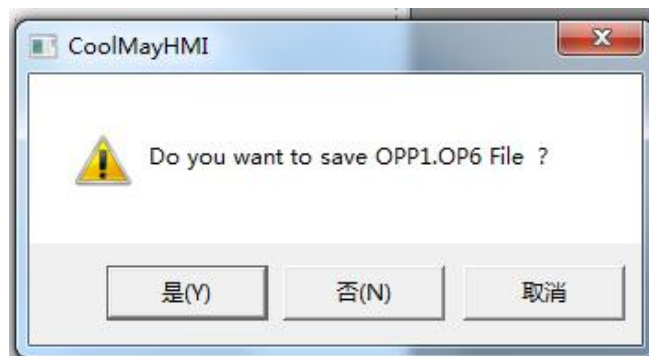 CoolMayHMI
Do you want to save OPP1.OP6 File ?
是(Y) 否(N) 取消